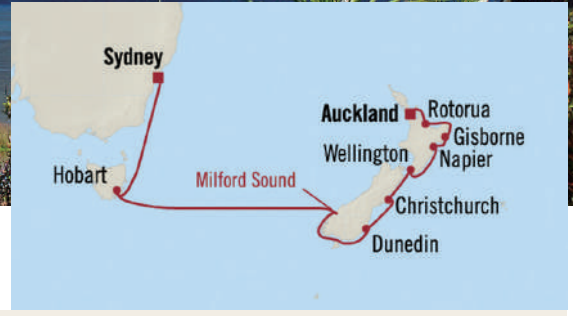 Sydney
Auckland
Rotorua
Gisborne
Wellington
Napier
Hobart
Milford Sound
Christchurch
Dunedin